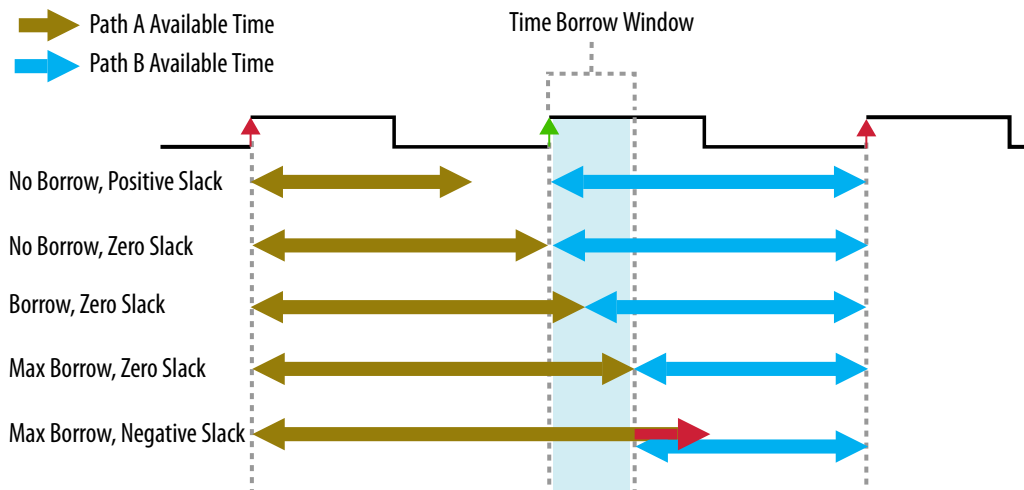 Path A Available Time
Time Borrow Window
Path B Available Time
No Borrow, Positive Slack
No Borrow, Zero Slack
Borrow, Zero Slack
Max Borrow, Zero Slack
Max Borrow, Negative Slack